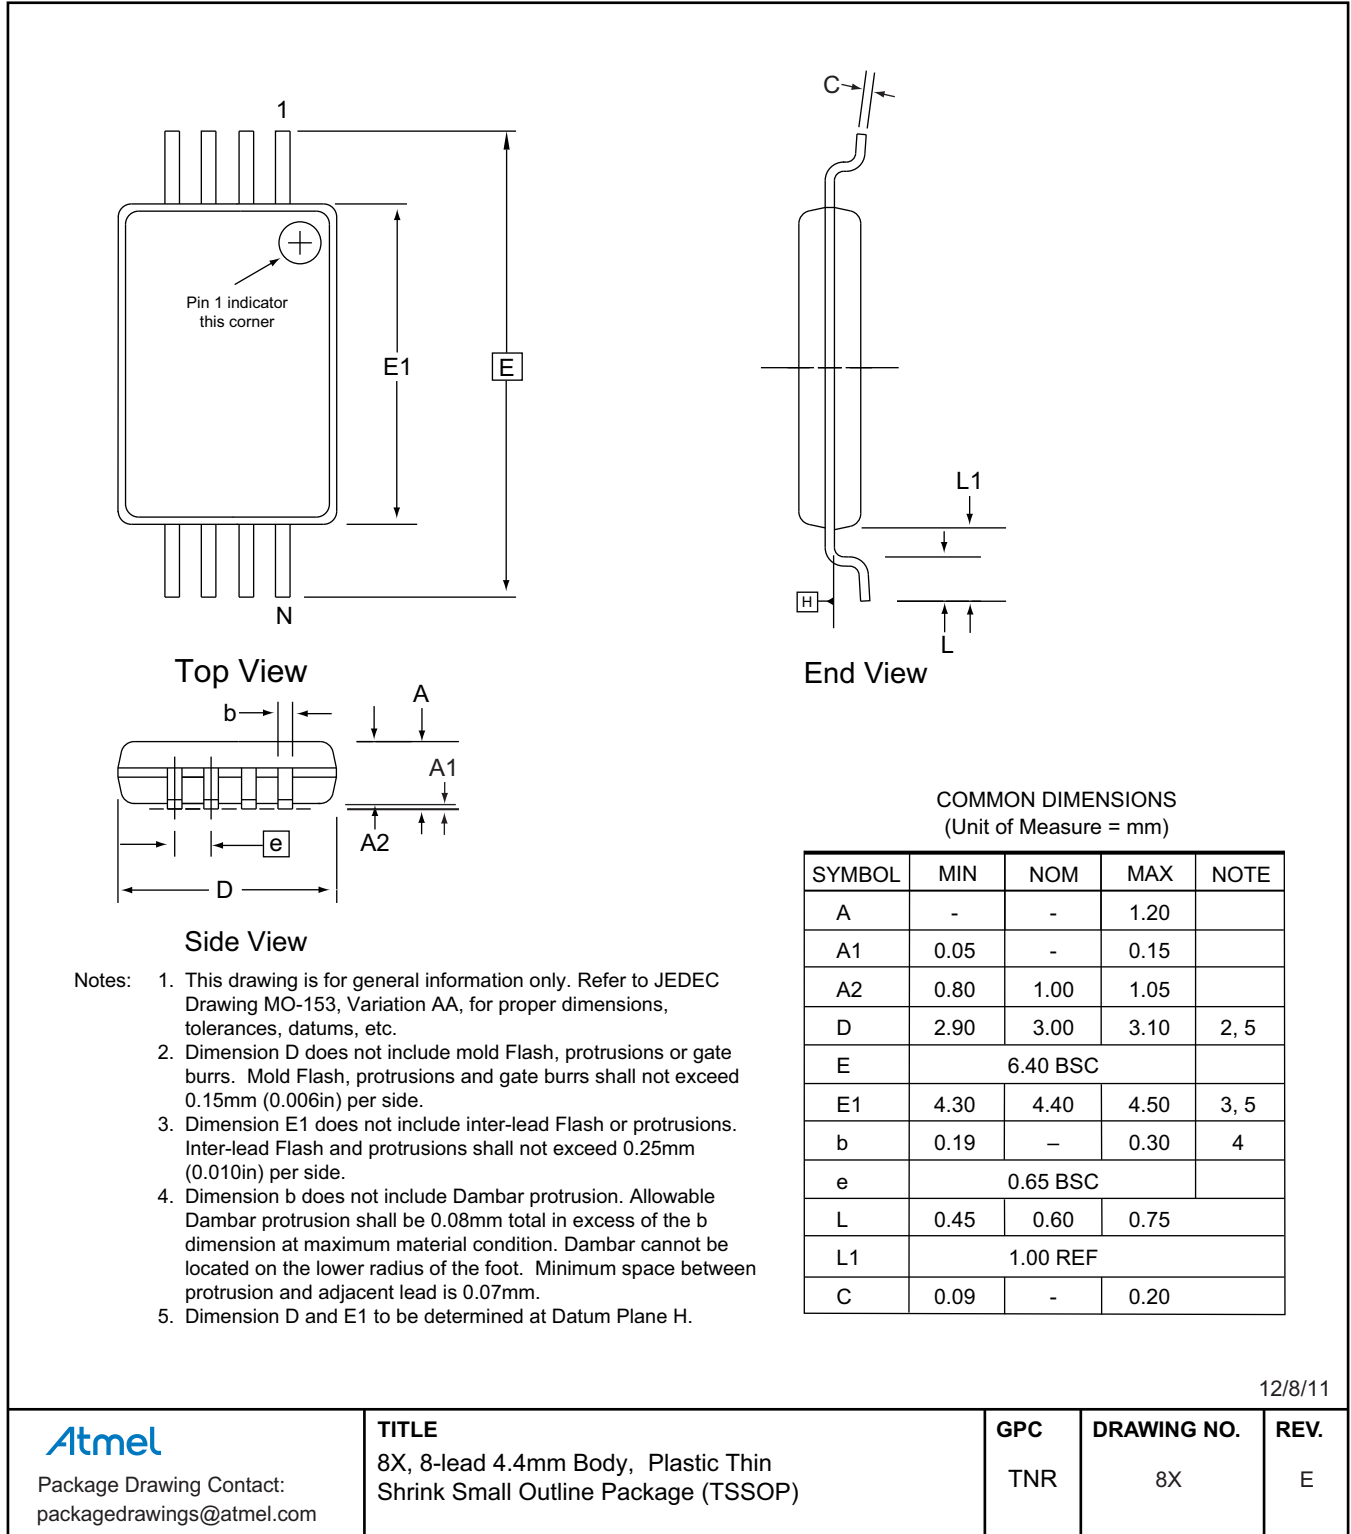 1
C
Pin 1 indicator
this corner
E1
E
L1
H
L
N
Top View
End View
b
A
A1
A2
e
D
Side View
COMMON DIMENSIONS
(Unit of Measure = mm)
SYMBOL MIN NOM MAX NOTE
A - - 1.20
A1 0.05 - 0.15
A2 0.80 1.00 1.05
D 2.90 3.00 3.10 2, 5
E 6.40 BSC
E1 4.30 4.40 4.50 3, 5
b 0.19 – 0.30 4
e 0.65 BSC
L 0.45 0.60 0.75
L1 1.00 REF
C 0.09 - 0.20
Notes: 1. This drawing is for general information only. Refer to JEDEC
Drawing MO-153, Variation AA, for proper dimensions,
tolerances, datums, etc.
2. Dimension D does not include mold Flash, protrusions or gate
burrs. Mold Flash, protrusions and gate burrs shall not exceed
0.15mm (0.006in) per side.
3. Dimension E1 does not include inter-lead Flash or protrusions.
Inter-lead Flash and protrusions shall not exceed 0.25mm
(0.010in) per side.
4. Dimension b does not include Dambar protrusion. Allowable
Dambar protrusion shall be 0.08mm total in excess of the b
dimension at maximum material condition. Dambar cannot be
located on the lower radius of the foot. Minimum space between
protrusion and adjacent lead is 0.07mm.
5. Dimension D and E1 to be determined at Datum Plane H.
12/8/11
Atmel
Package Drawing Contact:
packagedrawings@atmel.com
TITLE
8X, 8-lead 4.4mm Body, Plastic Thin
Shrink Small Outline Package (TSSOP)
GPC
TNR
DRAWING NO.
8X
REV.
E